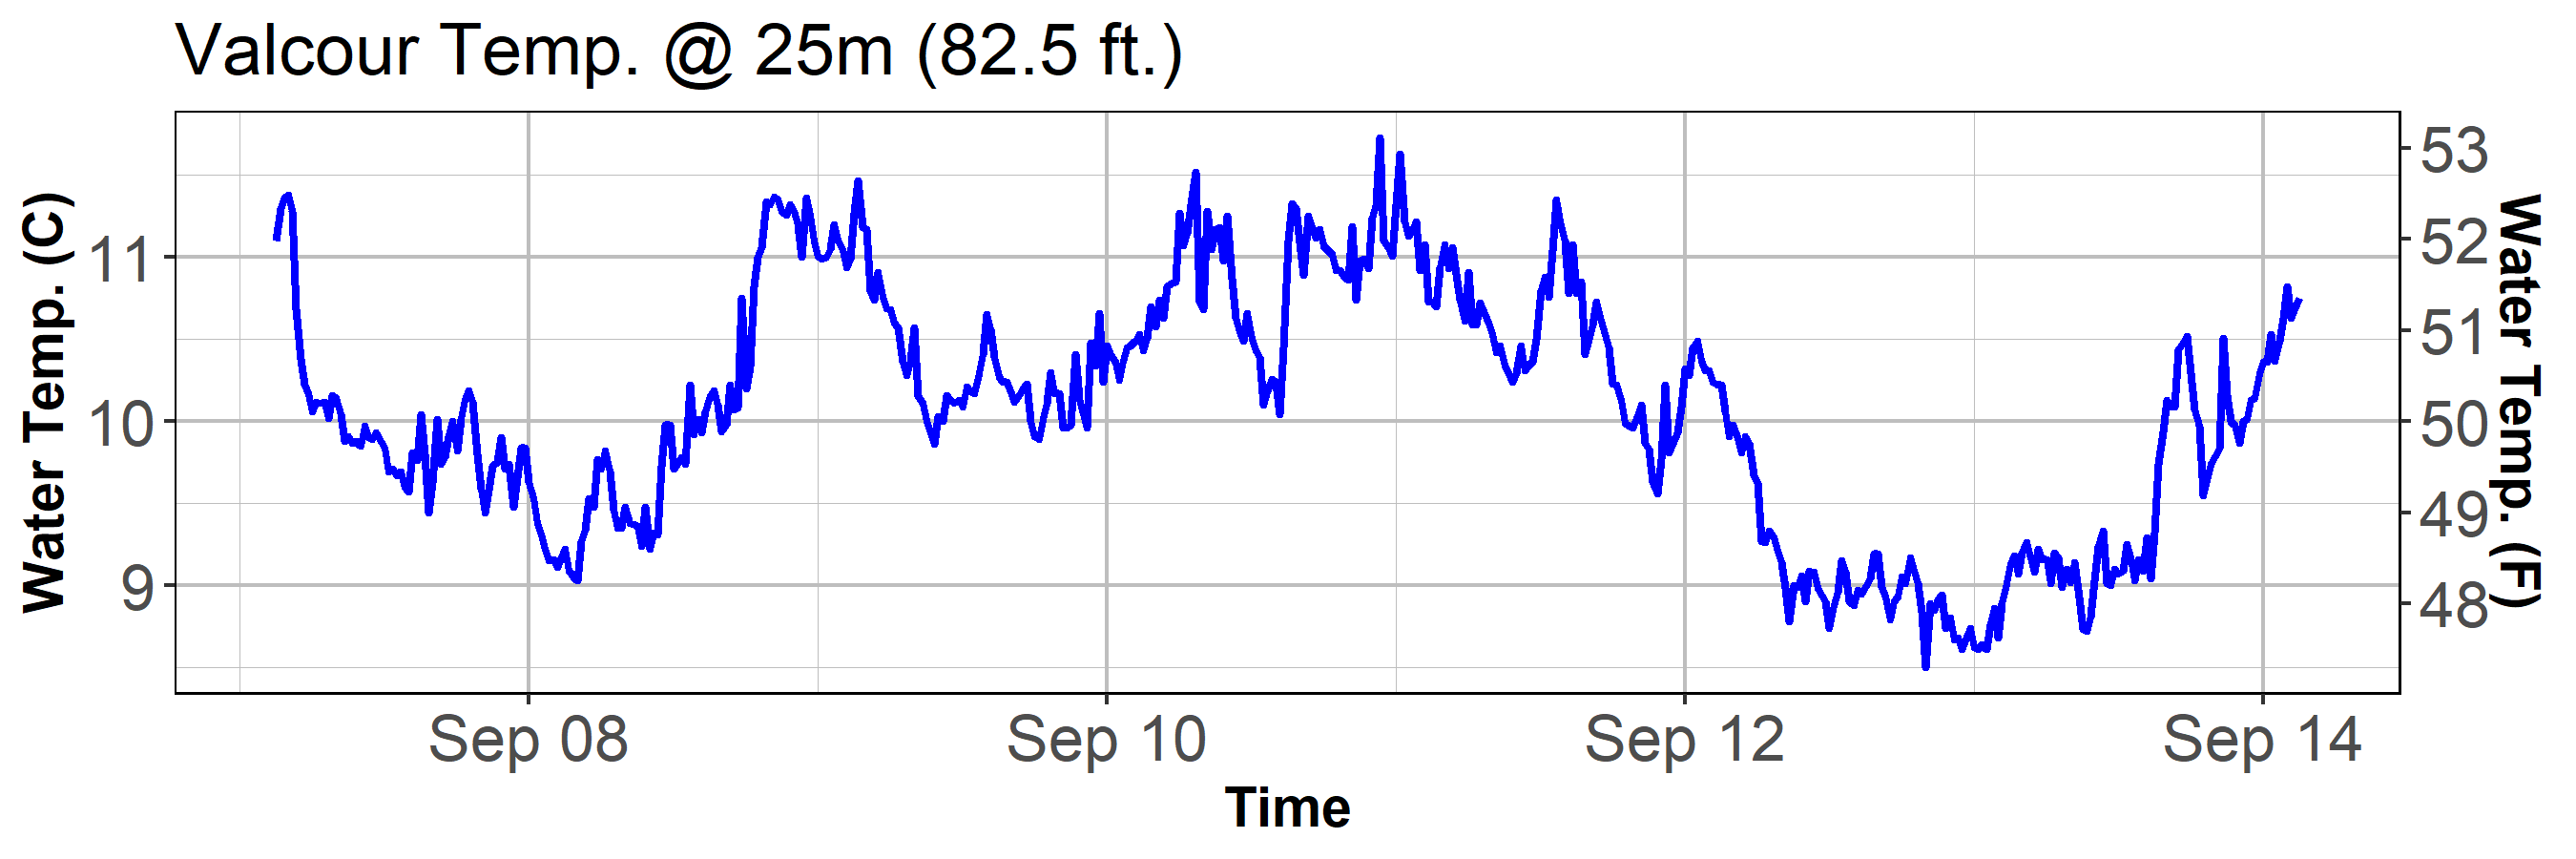 Valcour Temp. @ 25m (82.5 ft.)
Water Temp. (C)
11
10
9
53
52
51
50
49
48
Water Temp. (F)
Sep 08 Sep 10 Sep 12 Sep 14
Time